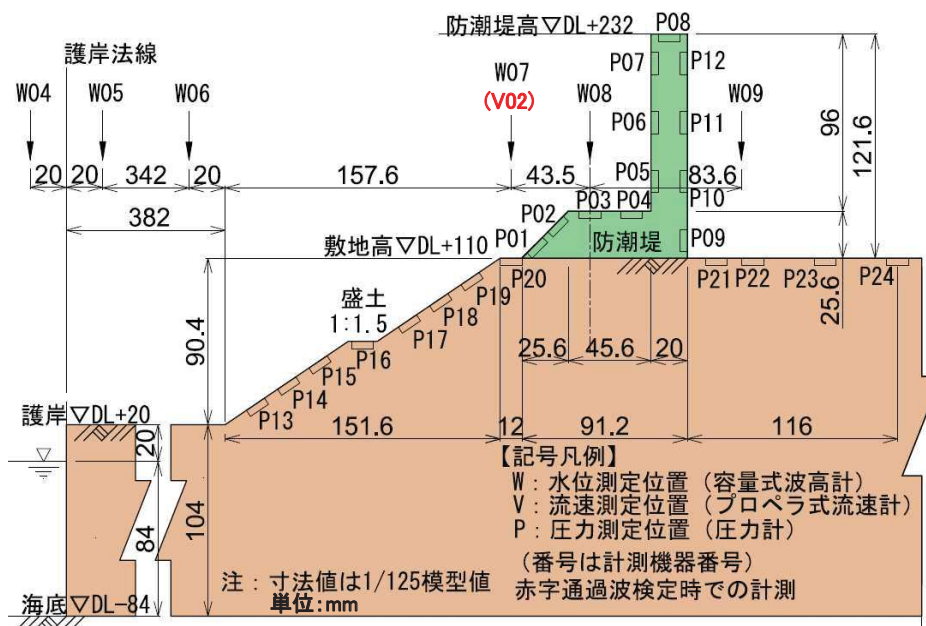 防潮堤高▽DL+232
P08
護岸法線
W04
W05
W06
W07
(V02)
W08
W09
P07
P12
P06
P11
96
121.6
20
20
342
20
157.6
43.5
83.6
P05
P10
382
P03
P04
P02
P01
敷地高▽DL+110
防潮堤
P09
P20
P21
P22
P23
P24
盛土
1:1.5
P19
P18
P17
P16
P15
P14
P13
90.4
25.6
45.6
20
25.6
護岸▽DL+20
20
151.6
12
91.2
116
84
104
【記号凡例】
W：水位測定位置（容量式波高計）
V：流速測定位置（プロペラ式流速計）
P：圧力測定位置（圧力計）
（番号は計測機器番号）
赤字通過波検定時での計測
注：寸法値は1/125模型値
単位:mm
海底▽DL-84